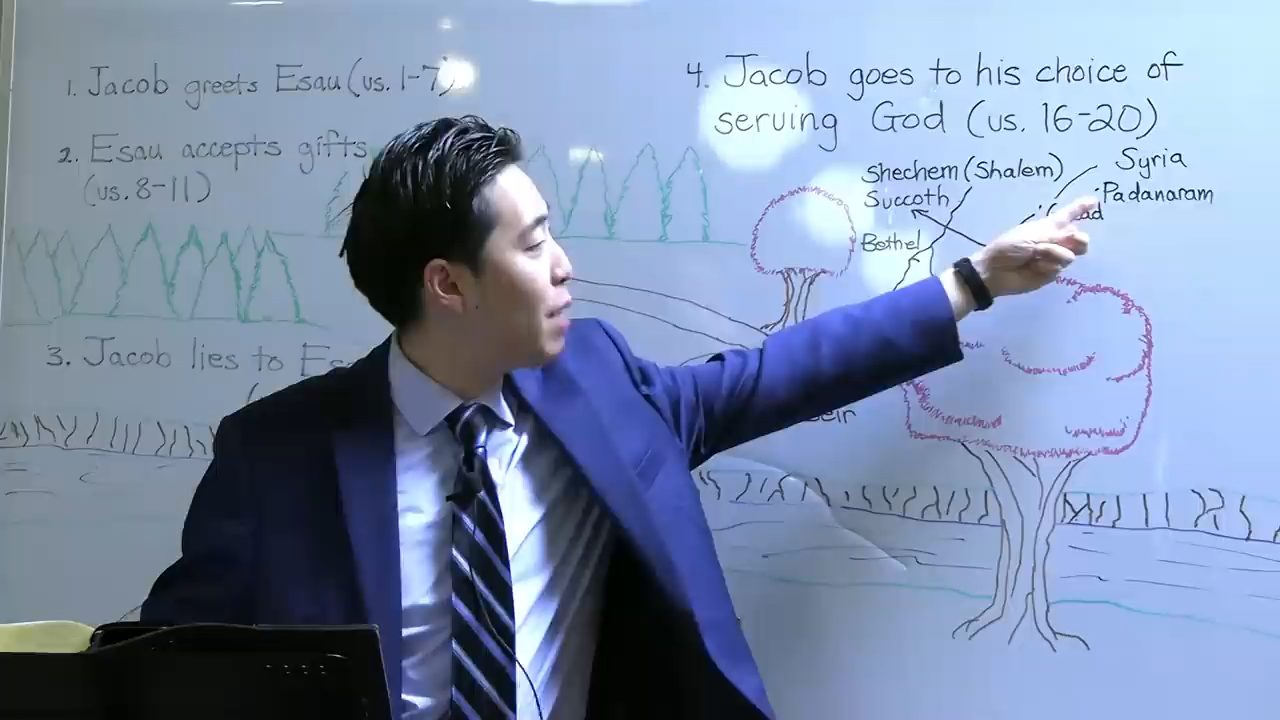 1. Jacob greets Esau (vs. 1-7)
2. Esau accepts gifts
(vs. 8-11)
3. Jacob lies to
4. Jacob goes to his choice of
serving God (vs. 16-20)
Shechem (Shalem)
Succoth
Bethel
Syria
Padanaram